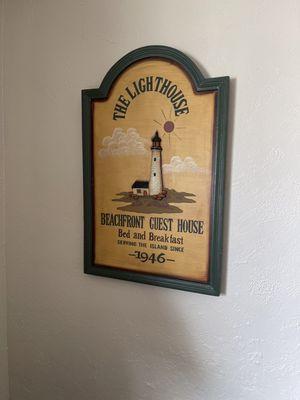 THE LIGHTHOUSE
BEACHFRONT GUEST HOUSE
Bed and Breakfast
SERVING THE ISLAND SINCE
-1946-